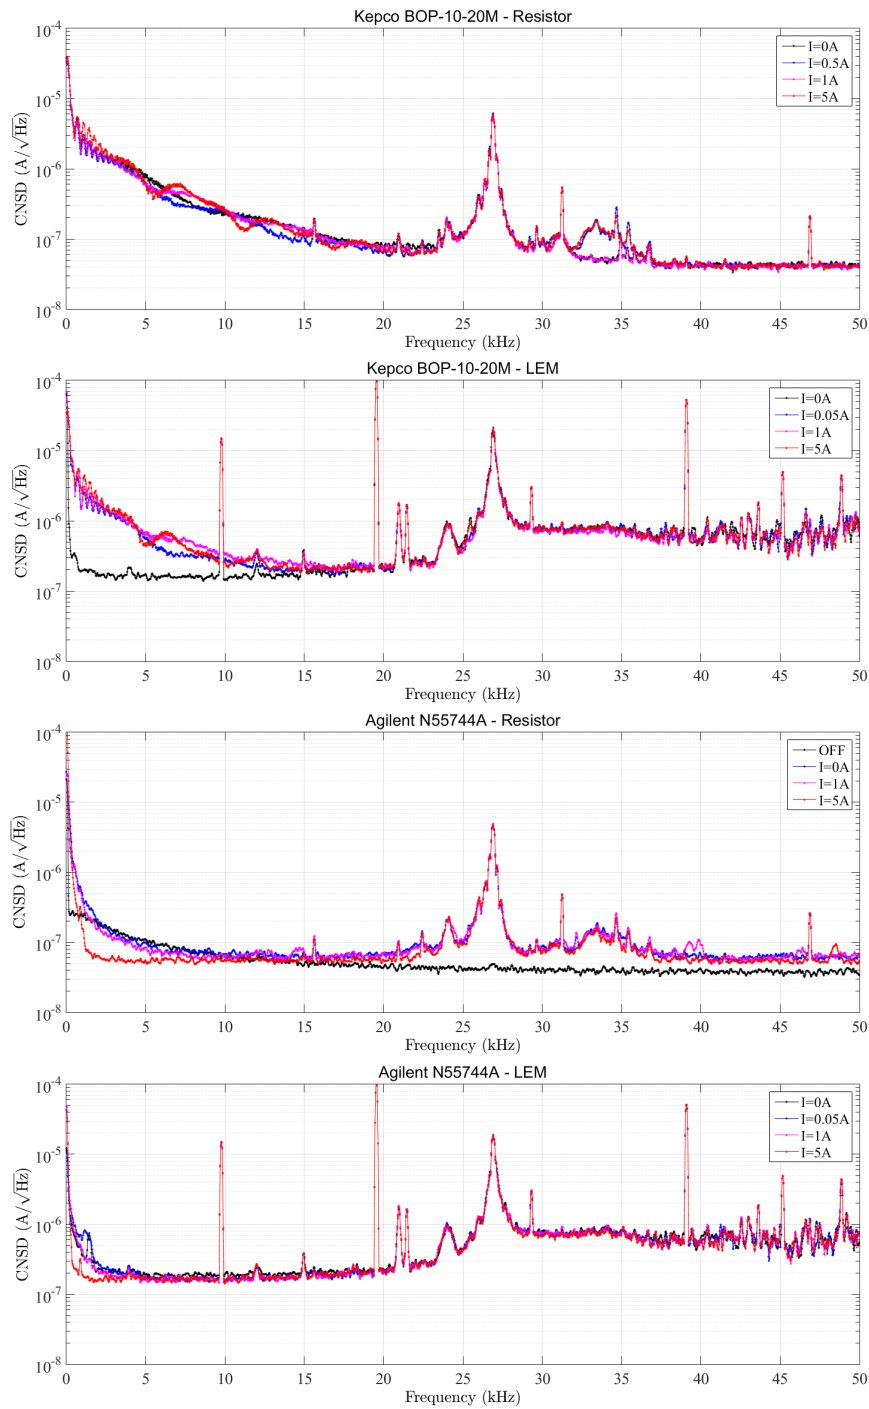 Kepco BOP-10-20M - Resistor
10^-4
10^-5
10^-6
10^-7
10^-8
CNSD (A/√Hz)
I=0A
I=0.5A
I=1A
I=5A
0 5 10 15 20 25 30 35 40 45 50
Frequency (kHz)
Kepco BOP-10-20M - LEM
10^-4
10^-5
10^-6
10^-7
10^-8
CNSD (A/√Hz)
I=0A
I=0.05A
I=1A
I=5A
0 5 10 15 20 25 30 35 40 45 50
Frequency (kHz)
Agilent N55744A - Resistor
10^-4
10^-5
10^-6
10^-7
10^-8
CNSD (A/√Hz)
OFF
I=0A
I=1A
I=5A
0 5 10 15 20 25 30 35 40 45 50
Frequency (kHz)
Agilent N55744A - LEM
10^-4
10^-5
10^-6
10^-7
10^-8
CNSD (A/√Hz)
I=0A
I=0.05A
I=1A
I=5A
0 5 10 15 20 25 30 35 40 45 50
Frequency (kHz)